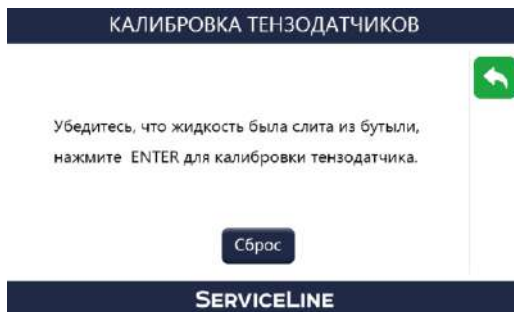 КАЛИБРОВКА ТЕНЗОДАТЧИКОВ
Убедитесь, что жидкость была слита из бутыли,
нажмите ENTER для калибровки тензодатчика.
Сброс
SERVICELINE